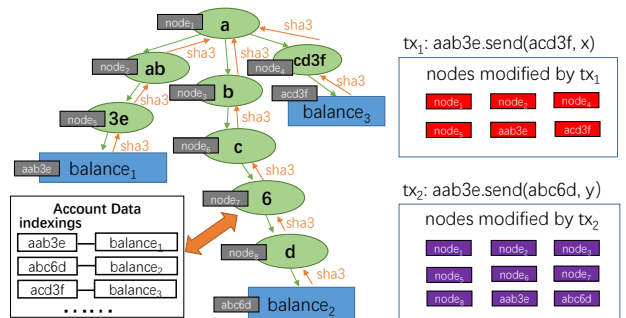 node₁
a
sha3
sha3
sha3
tx₁: aab3e.send(acd3f, x)
node₂
ab
node₄
cd3f
nodes modified by tx₁
node₃
b
acd3f
sha3
node₁
node₂
node₄
sha3
balance₃
node₅
3e
sha3
node₅
aab3e
acd3f
sha3
node₆
c
aab3e
balance₁
sha3
tx₂: aab3e.send(abc6d, y)
node₇
6
nodes modified by tx₂
Account Data
indexings
sha3
aab3e
balance₁
node₁
node₂
node₃
node₈
d
abc6d
balance₂
node₅
node₆
node₇
sha3
acd3f
balance₃
node₈
aab3e
abc6d
abc6d
balance₂
……